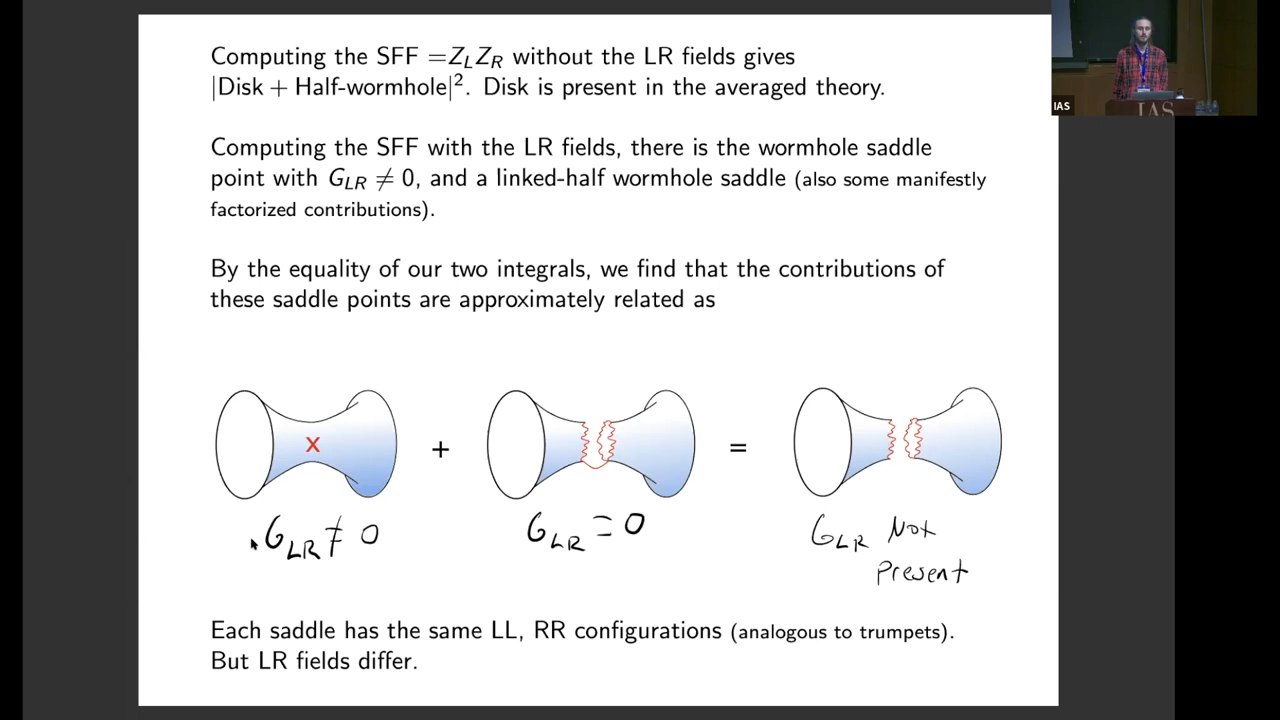 Computing the SFF =Z_L Z_R without the LR fields gives
|Disk + Half-wormhole|². Disk is present in the averaged theory.
Computing the SFF with the LR fields, there is the wormhole saddle
point with G_LR ≠ 0, and a linked-half wormhole saddle (also some manifestly
factorized contributions).
By the equality of our two integrals, we find that the contributions of
these saddle points are approximately related as
X
+
=
G_LR ≠ 0
G_LR = 0
G_LR Not
Present
Each saddle has the same LL, RR configurations (analogous to trumpets).
But LR fields differ.
IAS
IAS